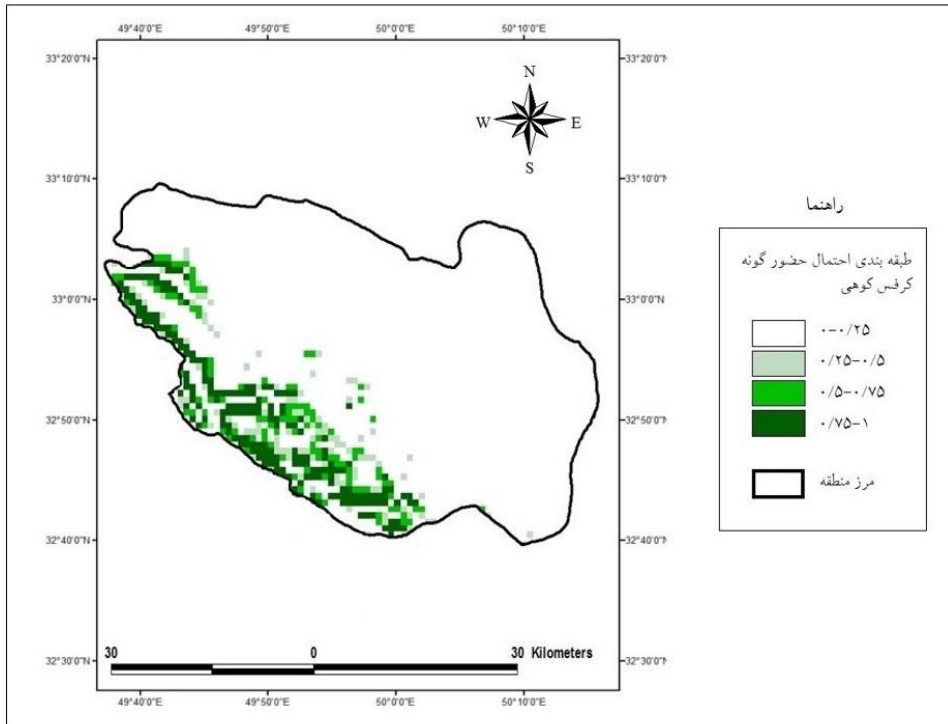 49°40'0"E 49°50'0"E 50°0'0"E 50°10'0"E
33°20'0"N 33°20'0"N
N
W E
S
33°10'0"N 33°10'0"N
33°0'0"N 33°0'0"N
32°50'0"N 32°50'0"N
32°40'0"N 32°40'0"N
32°30'0"N 32°30'0"N
30 0 30 Kilometers
49°40'0"E 49°50'0"E 50°0'0"E 50°10'0"E
راهنما
طبقه بندی احتمال حضور گونه
کرفس کوهی
۰-۰/۲۵
۰/۲۵-۰/۵
۰/۵-۰/۷۵
۰/۷۵-۱
مرز منطقه